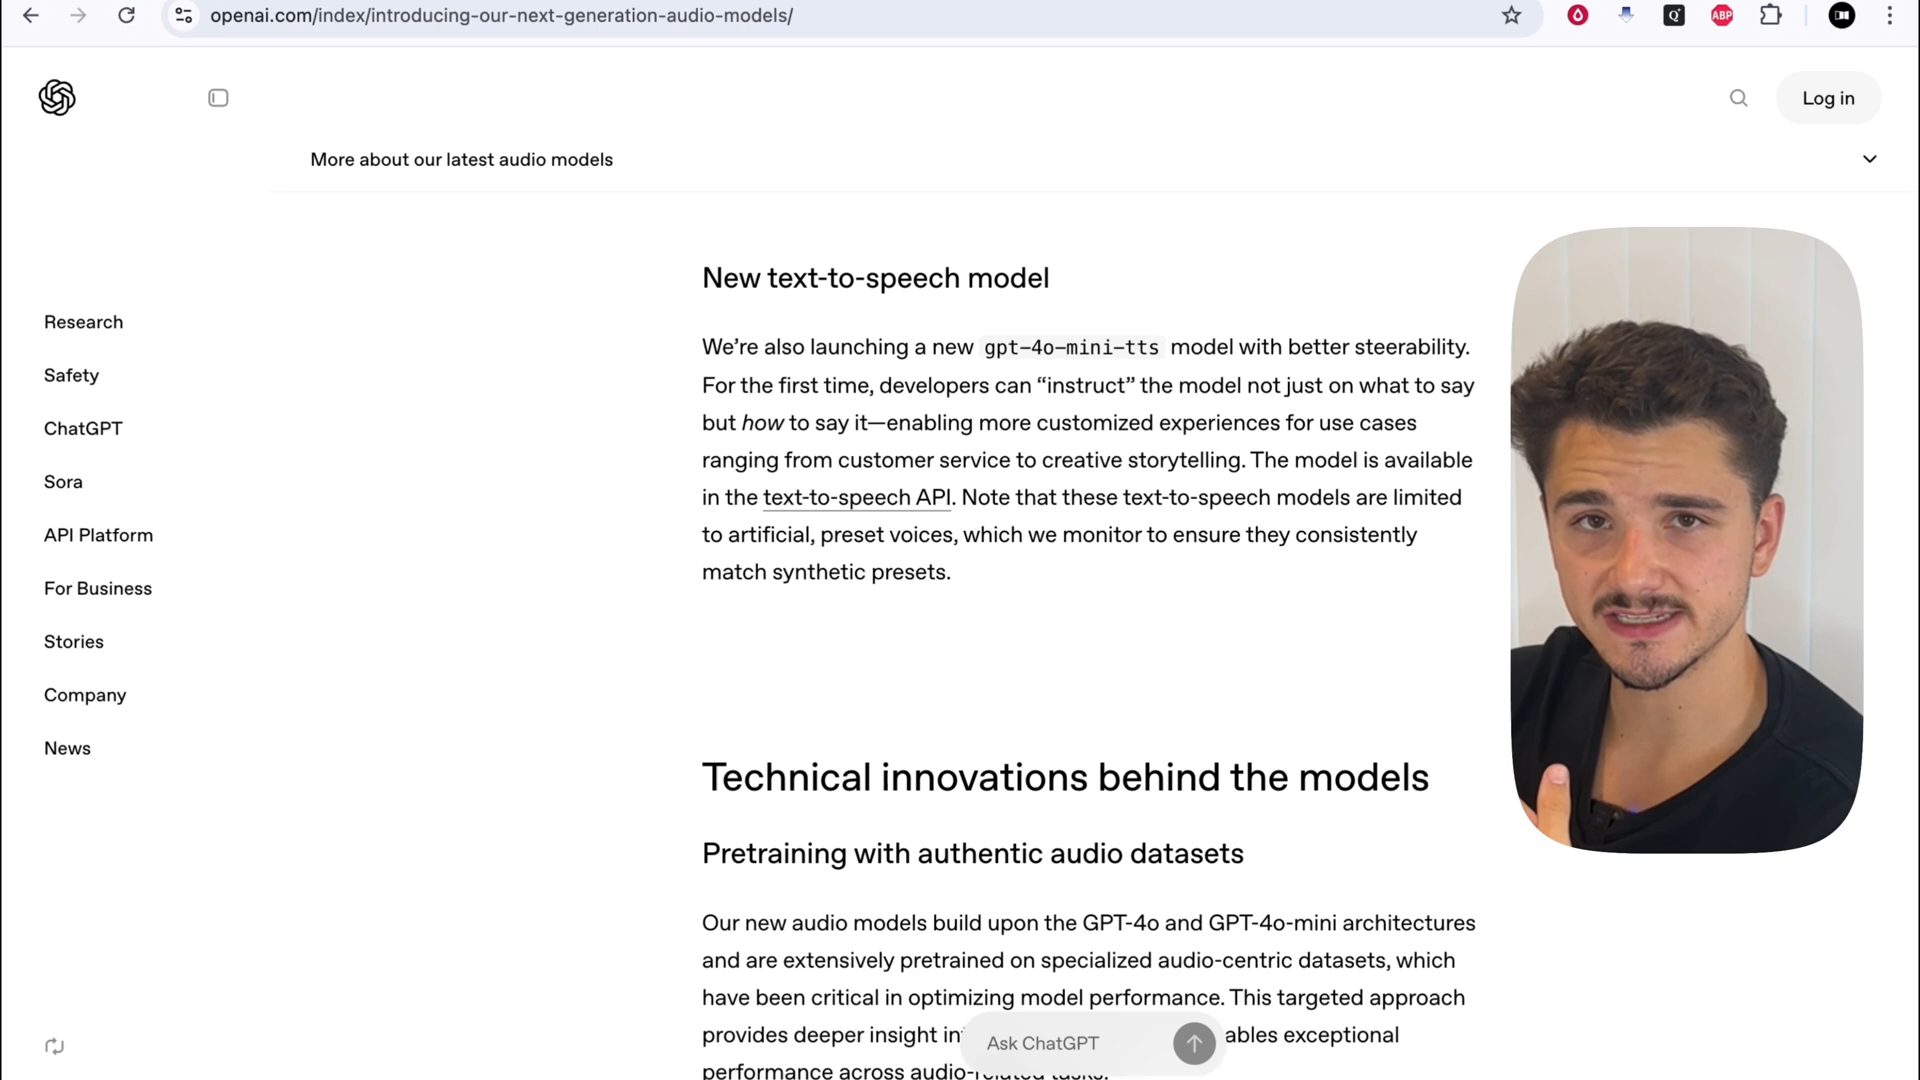 openai.com/index/introducing-our-next-generation-audio-models/
Q
ABP
Log in
More about our latest audio models
Research
Safety
ChatGPT
Sora
API Platform
For Business
Stories
Company
News
New text-to-speech model
We’re also launching a new gpt-4o-mini-tts model with better steerability.
For the first time, developers can “instruct” the model not just on what to say
but how to say it—enabling more customized experiences for use cases
ranging from customer service to creative storytelling. The model is available
in the text-to-speech API. Note that these text-to-speech models are limited
to artificial, preset voices, which we monitor to ensure they consistently
match synthetic presets.
Technical innovations behind the models
Pretraining with authentic audio datasets
Our new audio models build upon the GPT-4o and GPT-4o-mini architectures
and are extensively pretrained on specialized audio-centric datasets, which
have been critical in optimizing model performance. This targeted approach
provides deeper insight in ables exceptional
Ask ChatGPT
performance across audio-related tasks.